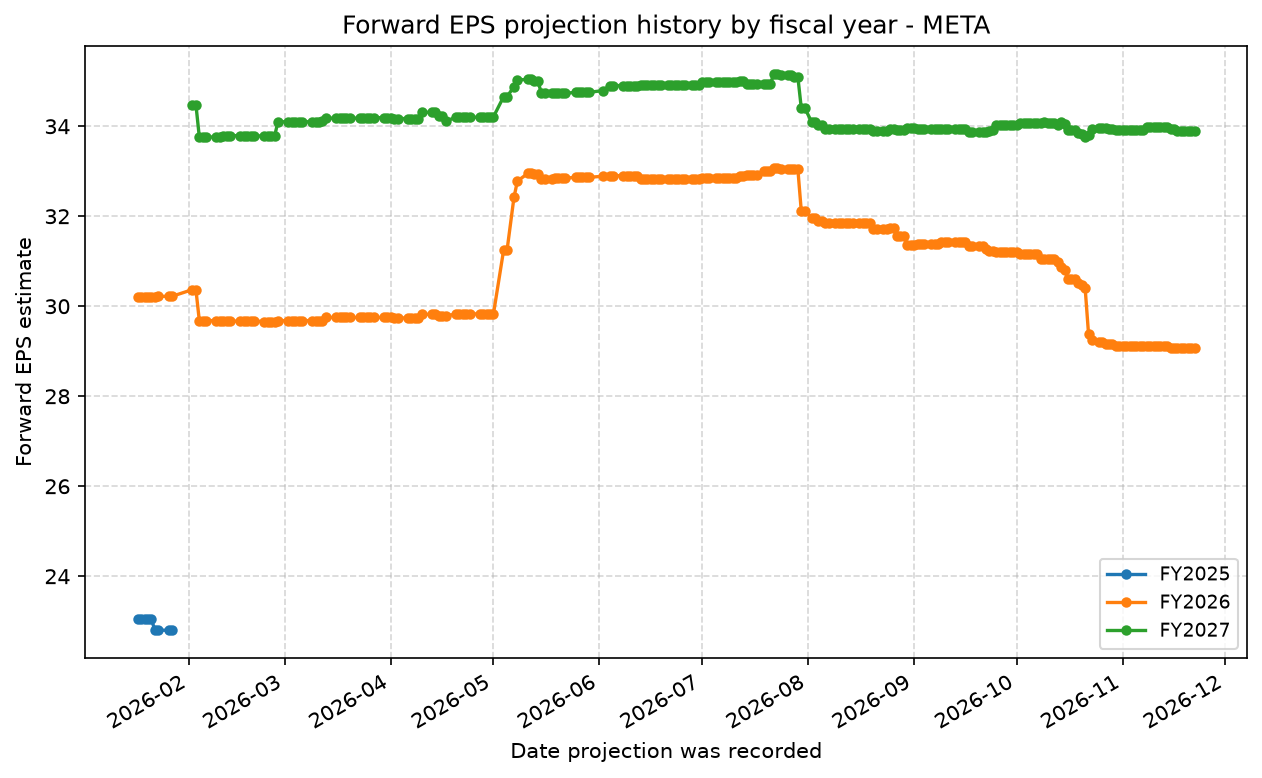 Forward EPS projection history by fiscal year - META
Forward EPS estimate
34
32
30
28
26
24
FY2025
FY2026
FY2027
2026-02
2026-03
2026-04
2026-05
2026-06
2026-07
2026-08
2026-09
2026-10
2026-11
2026-12
Date projection was recorded